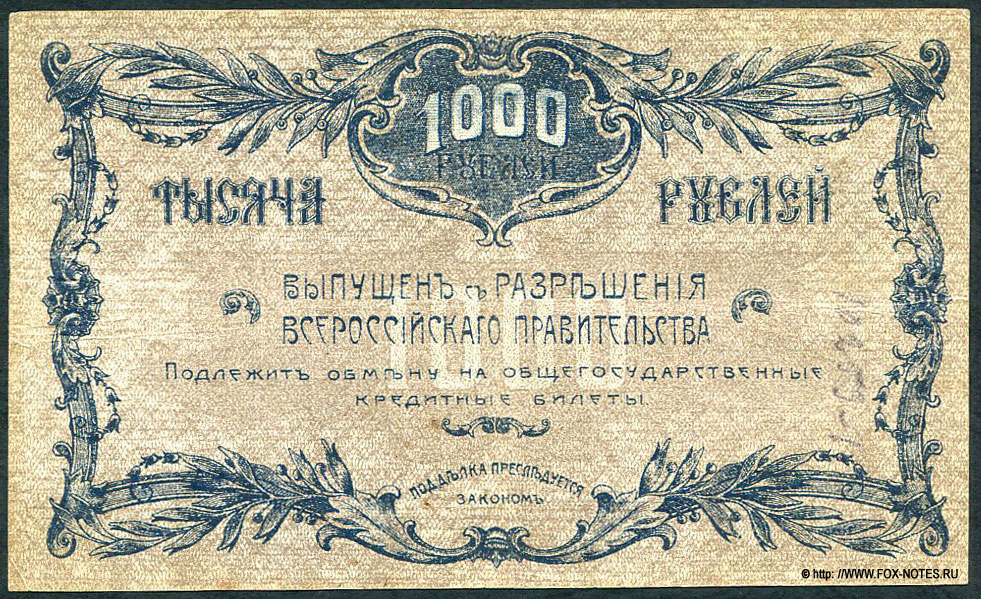 1000
РУБЛЕЙ
ТЫСЯЧА РУБЛЕЙ
ВЫПУЩЕНЪ съ РАЗРѢШЕНІЯ
ВСЕРОССІЙСКАГО ПРАВИТЕЛЬСТВА
1000
ПОДЛЕЖИТЪ ОБМѢНУ НА ОБЩЕГОСУДАРСТВЕННЫЕ
КРЕДИТНЫЕ БИЛЕТЫ.
ПОДДѢЛКА ПРЕСЛѢДУЕТСЯ
ЗАКОНОМЪ
© http: //WWW.FOX-NOTES.RU